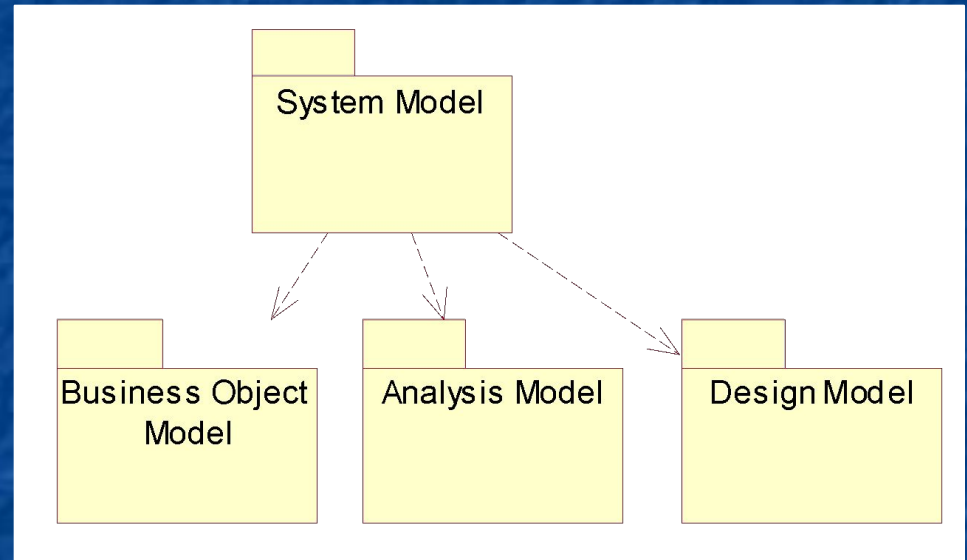 System Model
Business Object
Model
Analysis Model
Design Model